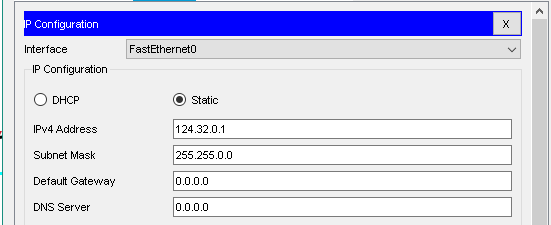 IP Configuration X
Interface FastEthernet0
IP Configuration
DHCP Static
IPv4 Address 124.32.0.1
Subnet Mask 255.255.0.0
Default Gateway 0.0.0.0
DNS Server 0.0.0.0